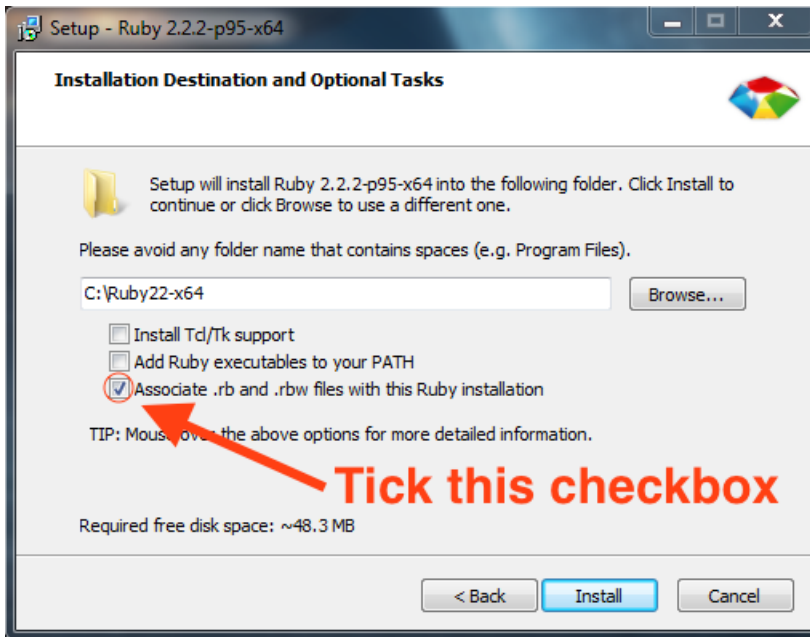 Setup - Ruby 2.2.2-p95-x64
Installation Destination and Optional Tasks
Setup will install Ruby 2.2.2-p95-x64 into the following folder. Click Install to
continue or click Browse to use a different one.
Please avoid any folder name that contains spaces (e.g. Program Files).
C:\Ruby22-x64
Browse...
Install Tcl/Tk support
Add Ruby executables to your PATH
Associate .rb and .rbw files with this Ruby installation
TIP: Mouse over the above options for more detailed information.
Tick this checkbox
Required free disk space: ~48.3 MB
< Back Install Cancel